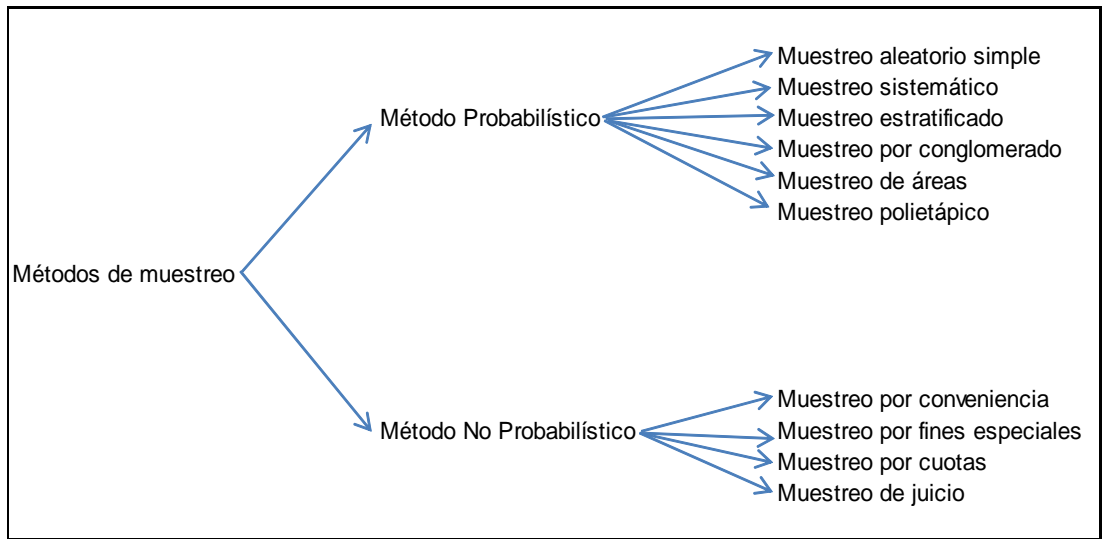 Métodos de muestreo
Método Probabilístico
Muestreo aleatorio simple
Muestreo sistemático
Muestreo estratificado
Muestreo por conglomerado
Muestreo de áreas
Muestreo polietápico
Método No Probabilístico
Muestreo por conveniencia
Muestreo por fines especiales
Muestreo por cuotas
Muestreo de juicio